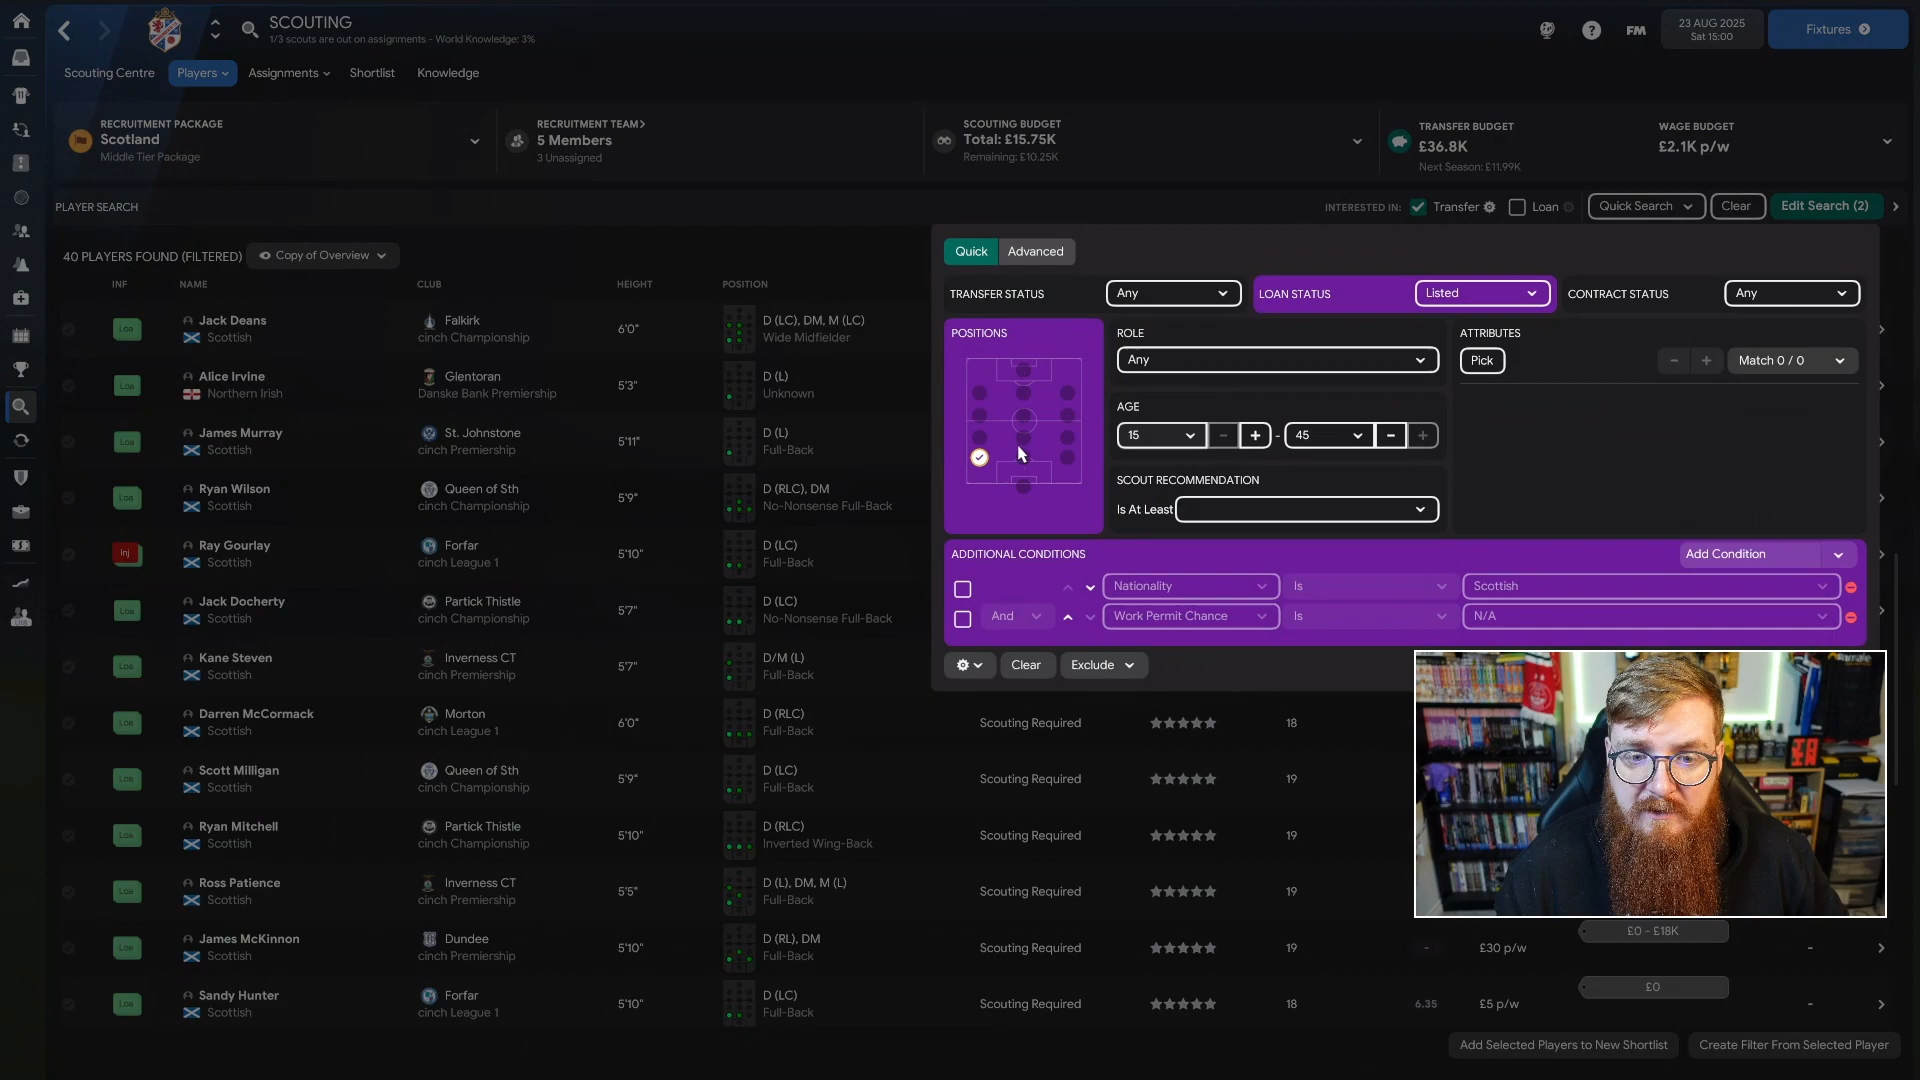 SCOUTING
1/3 scouts are out on assignments - World Knowledge: 3%
FM
23 AUG 2025
Sat 15:00
Fixtures
Scouting Centre
Players
Assignments
Shortlist
Knowledge
RECRUITMENT PACKAGE
Scotland
Middle Tier Package
RECRUITMENT TEAM>
5 Members
3 Unassigned
SCOUTING BUDGET
Total: £15.75K
Remaining: £10.25K
TRANSFER BUDGET
£36.8K
Next Season: £11.99K
WAGE BUDGET
£2.1K p/w
PLAYER SEARCH
INTERESTED IN:
Transfer
Loan
Quick Search
Clear
Edit Search (2)
40 PLAYERS FOUND (FILTERED)
Copy of Overview
Quick
Advanced
TRANSFER STATUS
Any
LOAN STATUS
Listed
CONTRACT STATUS
Any
POSITIONS
ROLE
Any
AGE
15
-
45
SCOUT RECOMMENDATION
Is At Least
ATTRIBUTES
Pick
Match 0 / 0
ADDITIONAL CONDITIONS
Add Condition
Nationality
Is
Scottish
And
Work Permit Chance
Is
N/A
Clear
Exclude
INF
NAME
CLUB
HEIGHT
POSITION
Loa
Jack Deans
Scottish
Falkirk
cinch Championship
6'0"
D (LC), DM, M (LC)
Wide Midfielder
Loa
Alice Irvine
Northern Irish
Glentoran
Danske Bank Premiership
5'3"
D (L)
Unknown
Loa
James Murray
Scottish
St. Johnstone
cinch Championship
5'11"
D (L)
Full-Back
Loa
Ryan Wilson
Scottish
Queen of Sth
cinch Championship
5'9"
D (RLC), DM
No-Nonsense Full-Back
Inj
Ray Gourlay
Scottish
Forfar
cinch League 1
5'10"
D (LC)
Full-Back
Loa
Jack Docherty
Scottish
Partick Thistle
cinch Championship
5'7"
D (LC)
No-Nonsense Full-Back
Loa
Kane Steven
Scottish
Inverness CT
cinch Premiership
5'7"
D/M (L)
Full-Back
Loa
Darren McCormack
Scottish
Morton
cinch League 1
6'0"
D (RLC)
Full-Back
Scouting Required
18
Loa
Scott Milligan
Scottish
Queen of Sth
cinch Championship
5'9"
D (LC)
Full-Back
Scouting Required
19
Loa
Ryan Mitchell
Scottish
Partick Thistle
cinch Championship
5'10"
D (RLC)
Inverted Wing-Back
Scouting Required
19
Loa
Ross Patience
Scottish
Inverness CT
cinch Premiership
5'5"
D (L), DM, M (L)
Full-Back
Scouting Required
19
Loa
James McKinnon
Scottish
Dundee
cinch Premiership
5'10"
D (RL), DM
Full-Back
Scouting Required
19
-
£30 p/w
£0 - £18K
-
Loa
Sandy Hunter
Scottish
Forfar
cinch League 1
5'10"
D (LC)
Full-Back
Scouting Required
18
6.35
£5 p/w
£0
-
Add Selected Players to New Shortlist
Create Filter From Selected Player